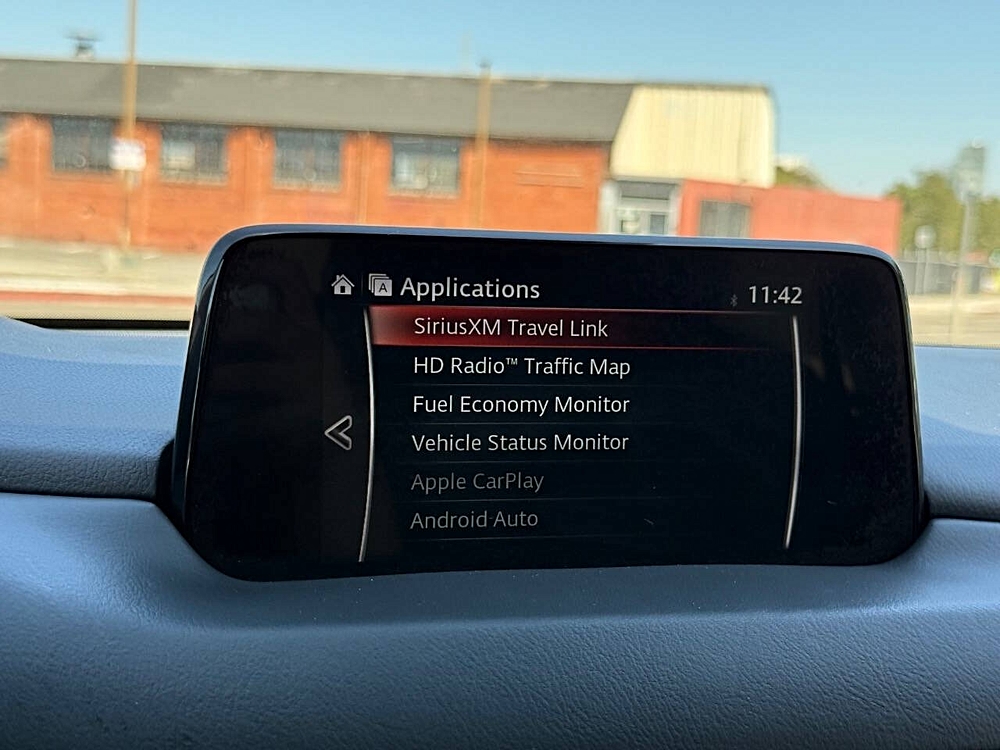 Applications
11:42
SiriusXM Travel Link
HD Radio™ Traffic Map
Fuel Economy Monitor
Vehicle Status Monitor
Apple CarPlay
Android Auto